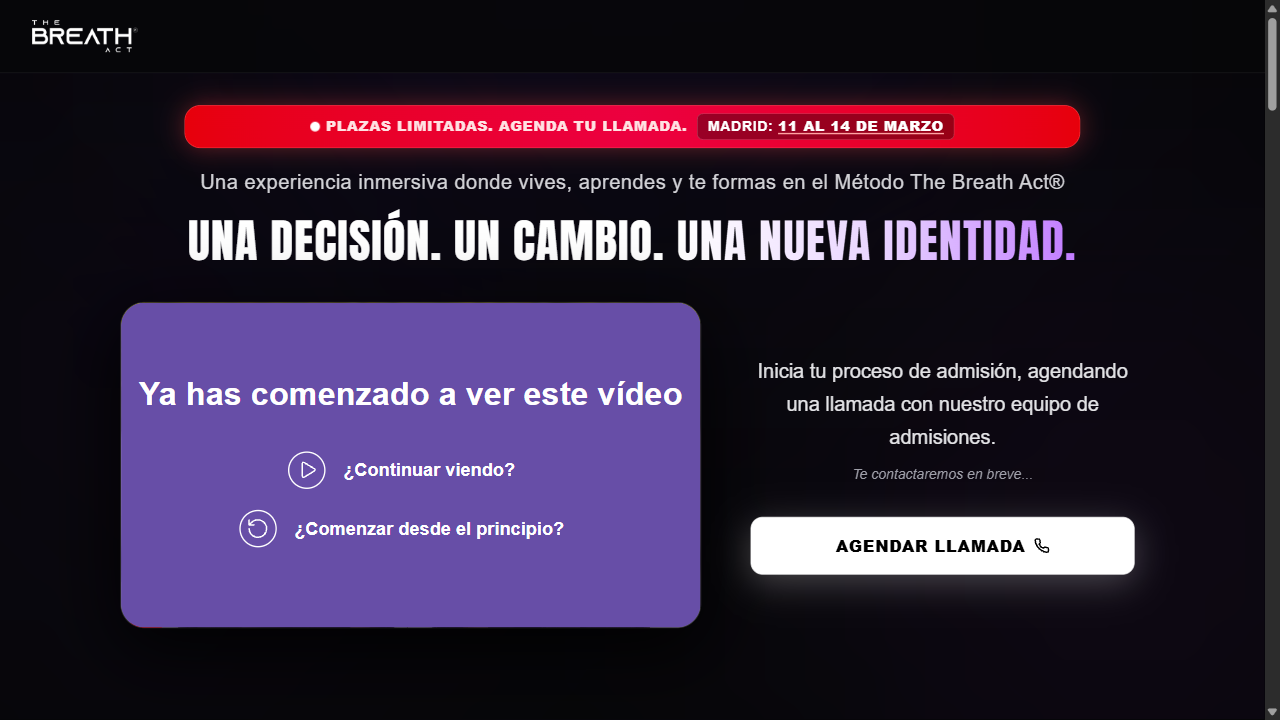 THE
BREATH®
ACT
PLAZAS LIMITADAS. AGENDA TU LLAMADA. MADRID: 11 AL 14 DE MARZO
Una experiencia inmersiva donde vives, aprendes y te formas en el Método The Breath Act®
UNA DECISIÓN. UN CAMBIO. UNA NUEVA IDENTIDAD.
Ya has comenzado a ver este vídeo
¿Continuar viendo?
¿Comenzar desde el principio?
Inicia tu proceso de admisión, agendando
una llamada con nuestro equipo de
admisiones.
Te contactaremos en breve...
AGENDAR LLAMADA